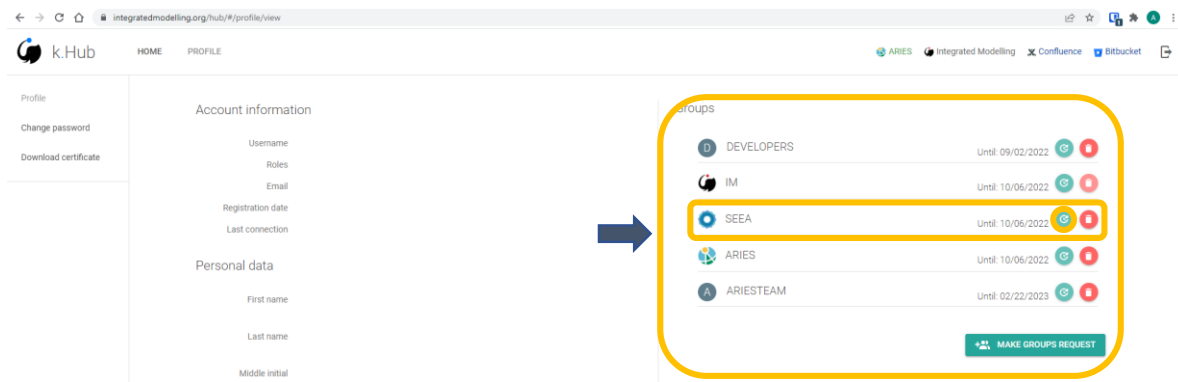 integratedmodelling.org/hub/#/profile/view
k.Hub HOME PROFILE ARIES Integrated Modelling Confluence Bitbucket
Profile
Change password
Download certificate
Account information
Username
Roles
Email
Registration date
Last connection
Personal data
First name
Last name
Middle initial
Groups
D DEVELOPERS Until: 09/02/2022
IM Until: 10/06/2022
SEEA Until: 10/06/2022
ARIES Until: 10/06/2022
A ARIESTEAM Until: 02/22/2023
MAKE GROUPS REQUEST